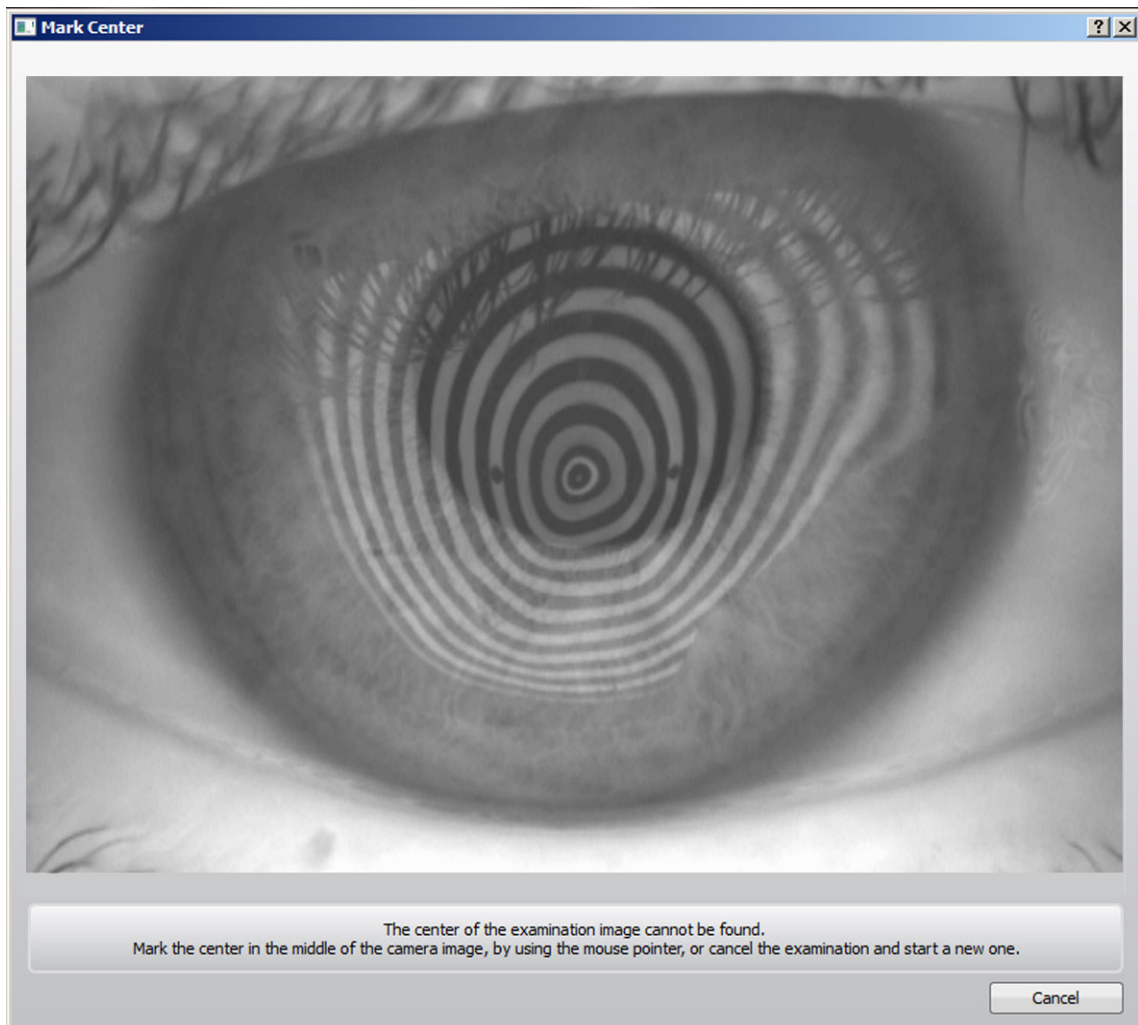 Mark Center
The center of the examination image cannot be found.
Mark the center in the middle of the camera image, by using the mouse pointer, or cancel the examination and start a new one.
Cancel